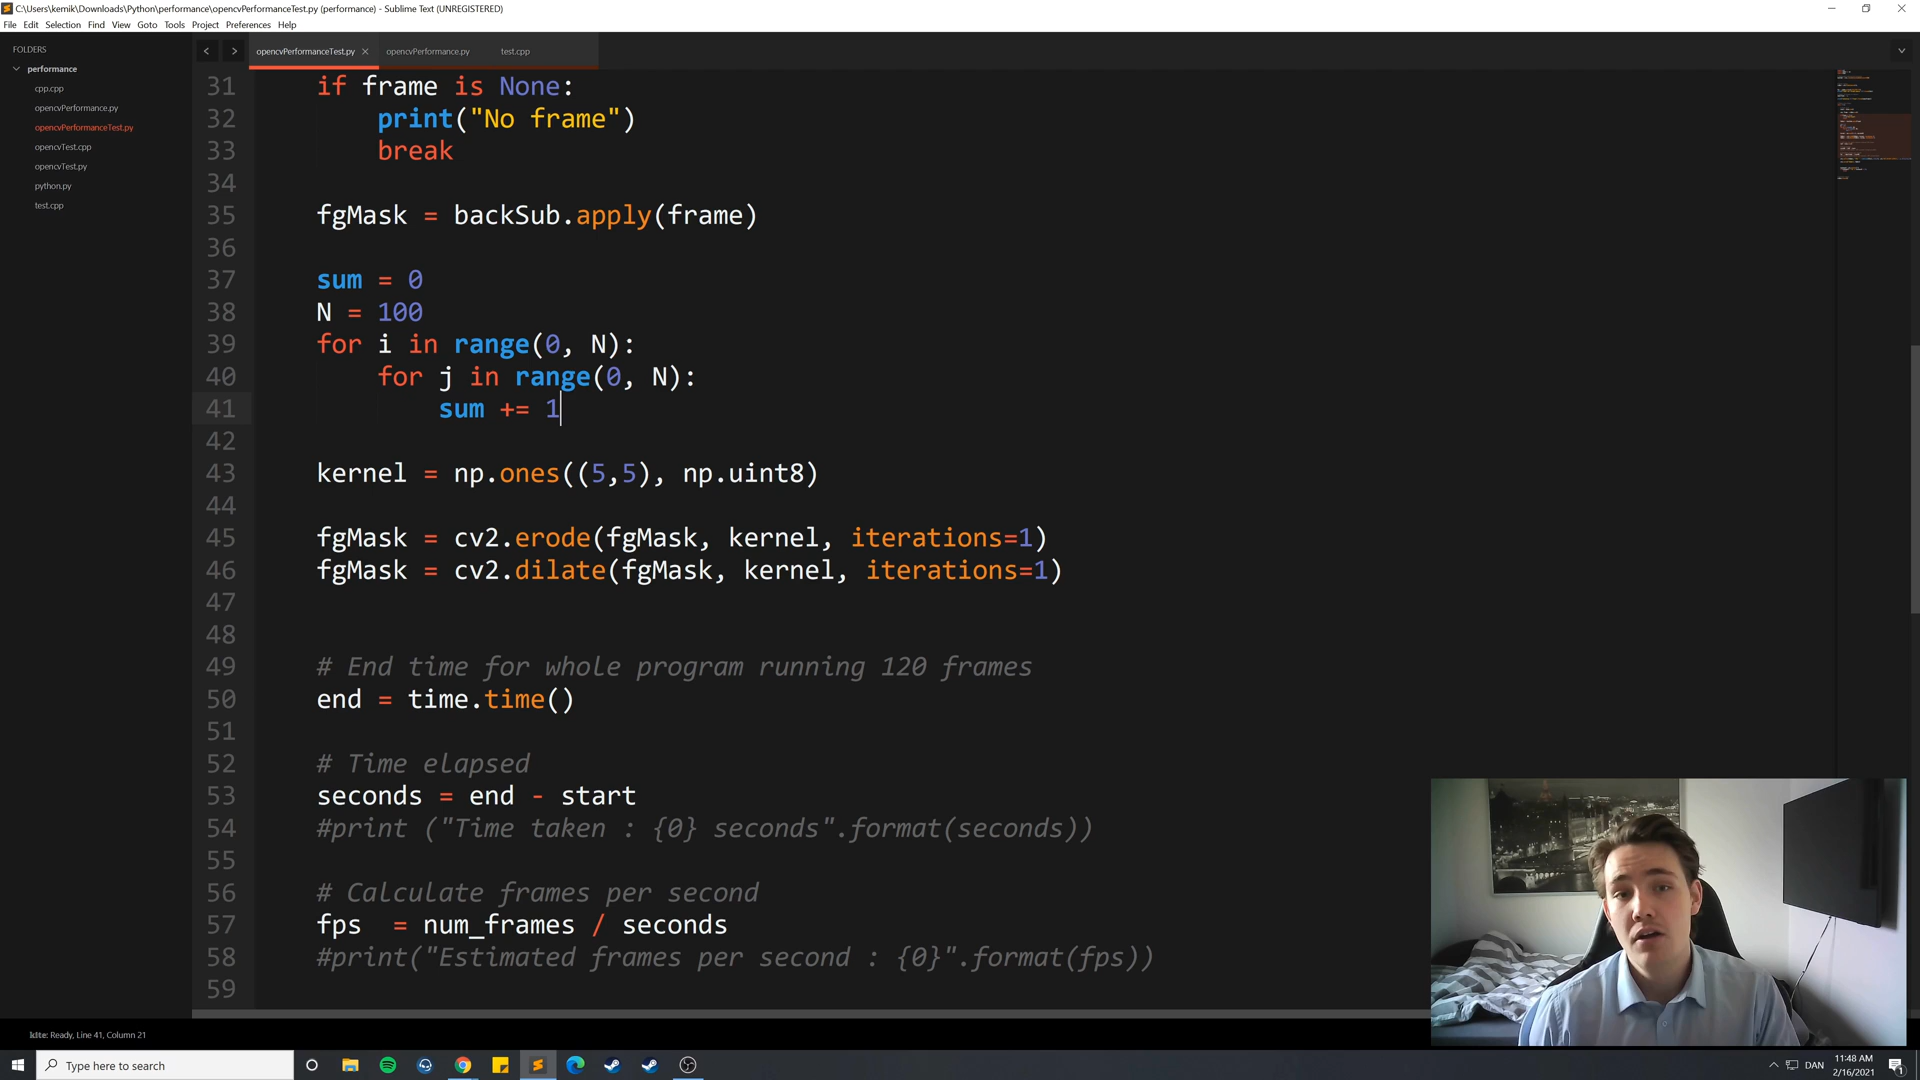 C:\Users\kemik\Downloads\Python\performance\opencvPerformanceTest.py (performance) - Sublime Text (UNREGISTERED)
File Edit Selection Find View Goto Tools Project Preferences Help
FOLDERS
performance
cpp.cpp
opencvPerformance.py
opencvPerformanceTest.py
opencvTest.cpp
opencvTest.py
python.py
test.cpp
opencvPerformanceTest.py opencvPerformance.py test.cpp
31 if frame is None:
32 print("No frame")
33 break
34
35 fgMask = backSub.apply(frame)
36
37 sum = 0
38 N = 100
39 for i in range(0, N):
40 for j in range(0, N):
41 sum += 1
42
43 kernel = np.ones((5,5), np.uint8)
44
45 fgMask = cv2.erode(fgMask, kernel, iterations=1)
46 fgMask = cv2.dilate(fgMask, kernel, iterations=1)
47
48
49 # End time for whole program running 120 frames
50 end = time.time()
51
52 # Time elapsed
53 seconds = end - start
54 #print ("Time taken : {0} seconds".format(seconds))
55
56 # Calculate frames per second
57 fps = num_frames / seconds
58 #print("Estimated frames per second : {0}".format(fps))
59
Ready, Line 41, Column 21
Type here to search
DAN
11:48 AM
2/16/2021